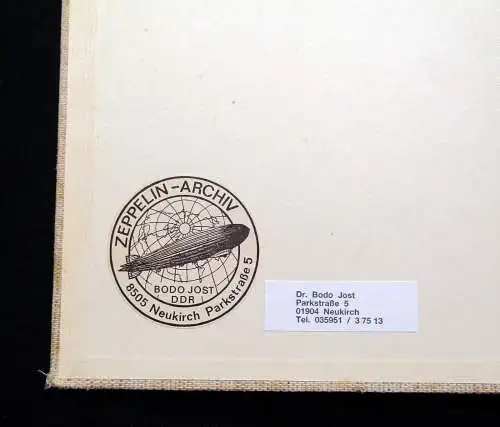 ZEPPELIN-ARCHIV
BODO JOST
DDR
8505 Neukirch Parkstraße 5
Dr. Bodo Jost
Parkstraße 5
01904 Neukirch
Tel. 035951 / 3 75 13